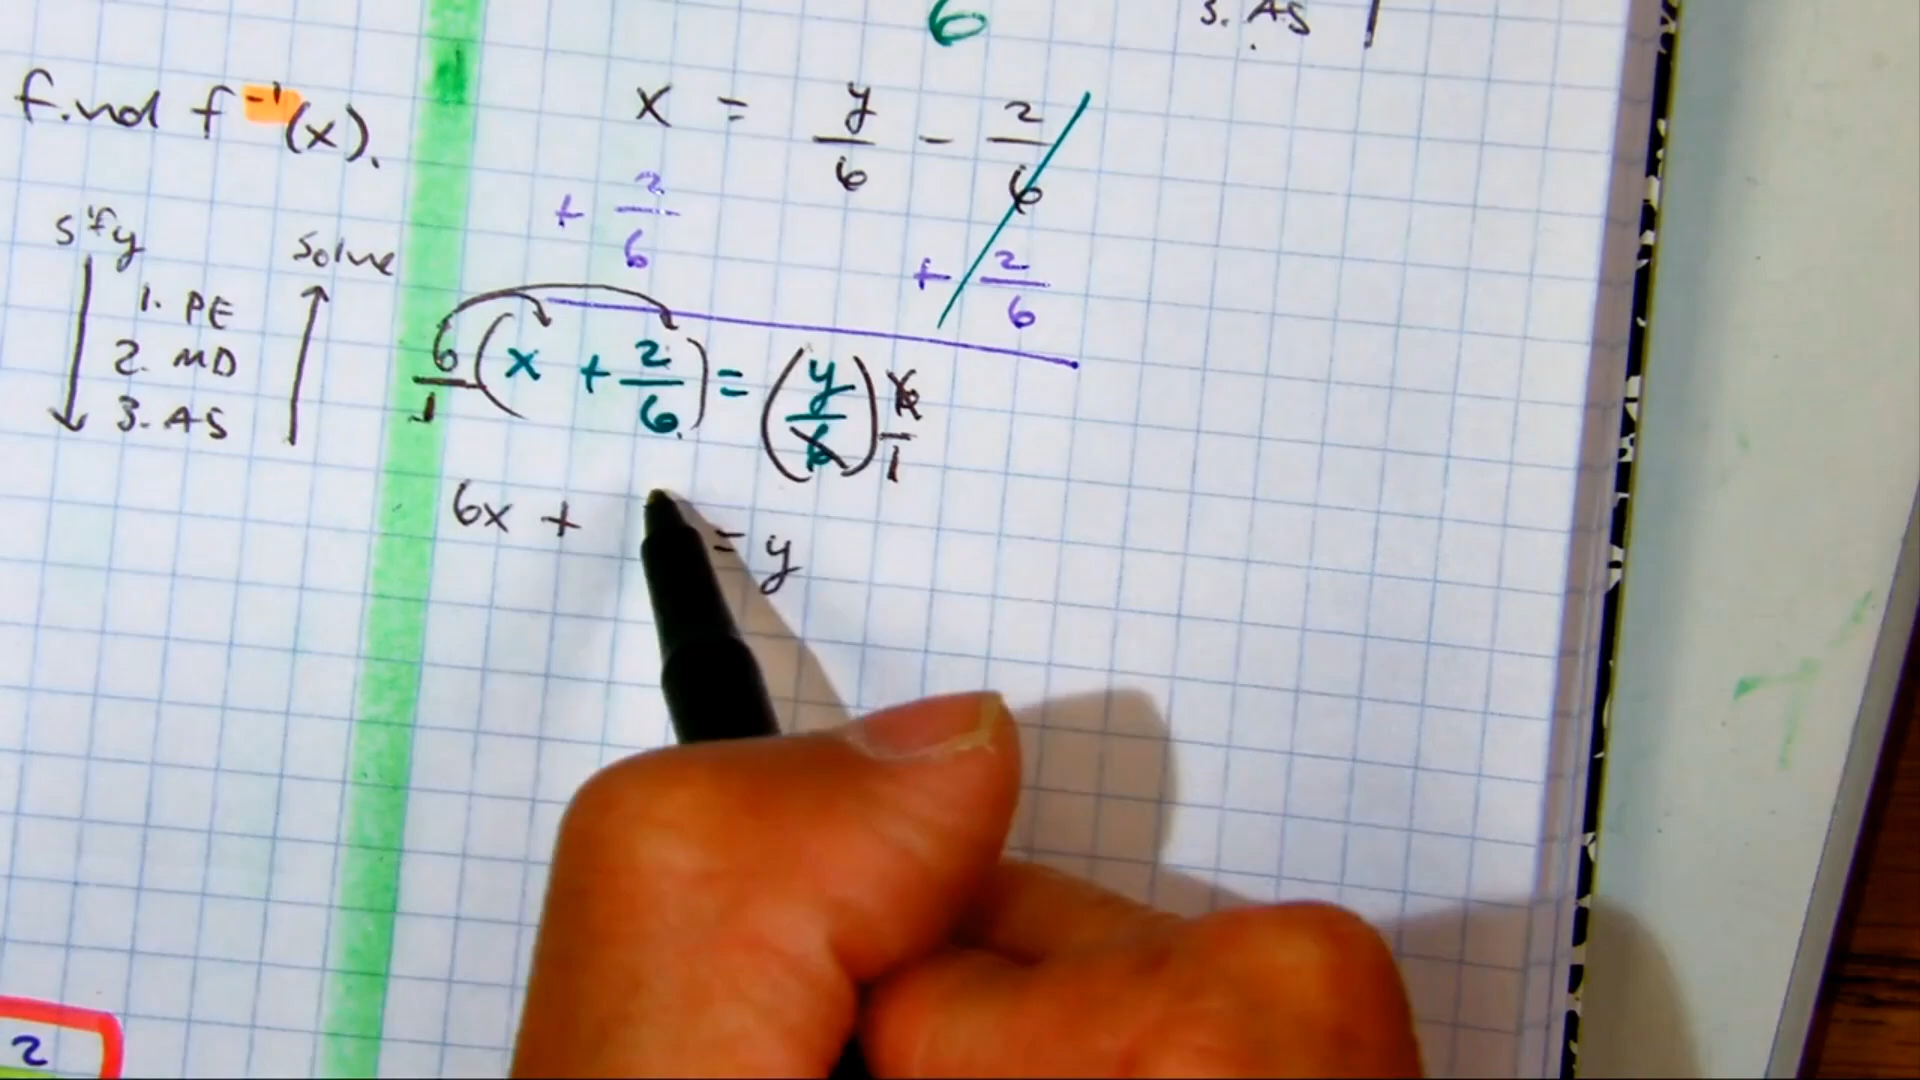 6
3. AS
find f⁻¹(x).
x = y/6 - 2/6
+ 2/6 + 2/6
s'fy
solve
1. PE
2. MD
3. AS
6/1 (x + 2/6) = (y/6) 6/1
6x + = y
2